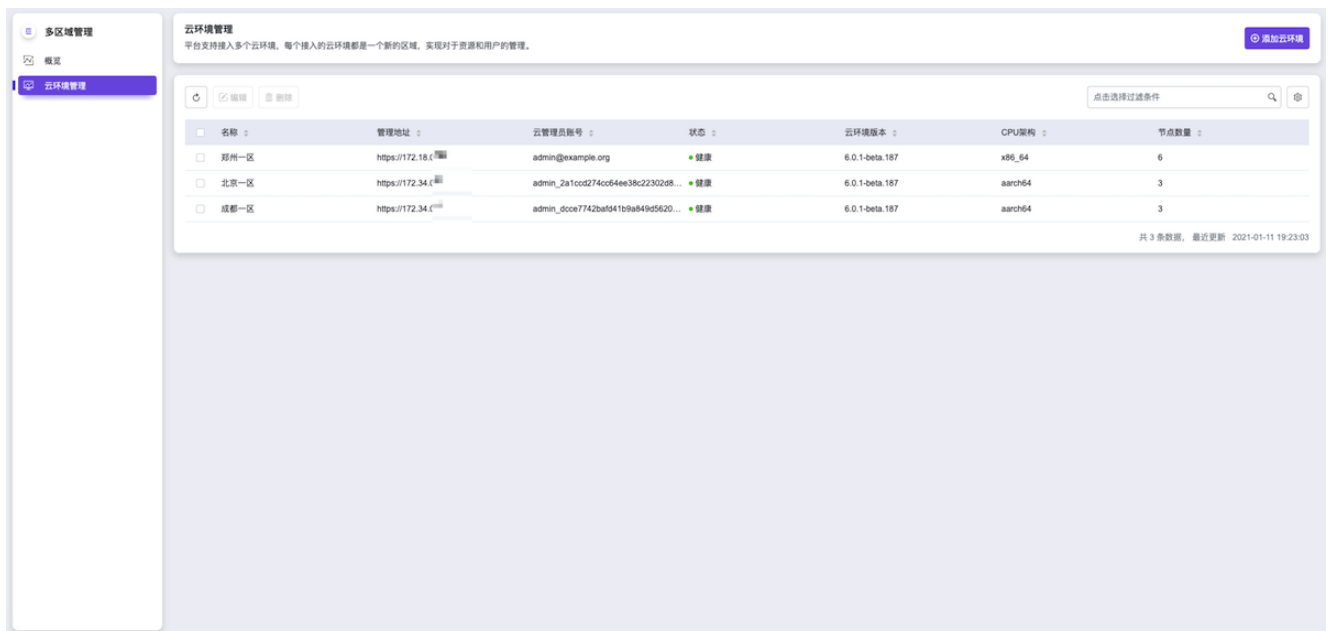 多区域管理
概览
云环境管理
云环境管理
平台支持接入多个云环境，每个接入的云环境都是一个新的区域，实现对于资源和用户的管理。
添加云环境
编辑 删除 点击选择过滤条件
名称 管理地址 云管理员账号 状态 云环境版本 CPU架构 节点数量
郑州一区 https://172.18. admin@example.org 健康 6.0.1-beta.187 x86_64 6
北京一区 https://172.34. admin_2a1ccd274cc64ee38c22302d8... 健康 6.0.1-beta.187 aarch64 3
成都一区 https://172.34. admin_dcce7742bafd41b9a849d5620... 健康 6.0.1-beta.187 aarch64 3
共 3 条数据， 最近更新 2021-01-11 19:23:03